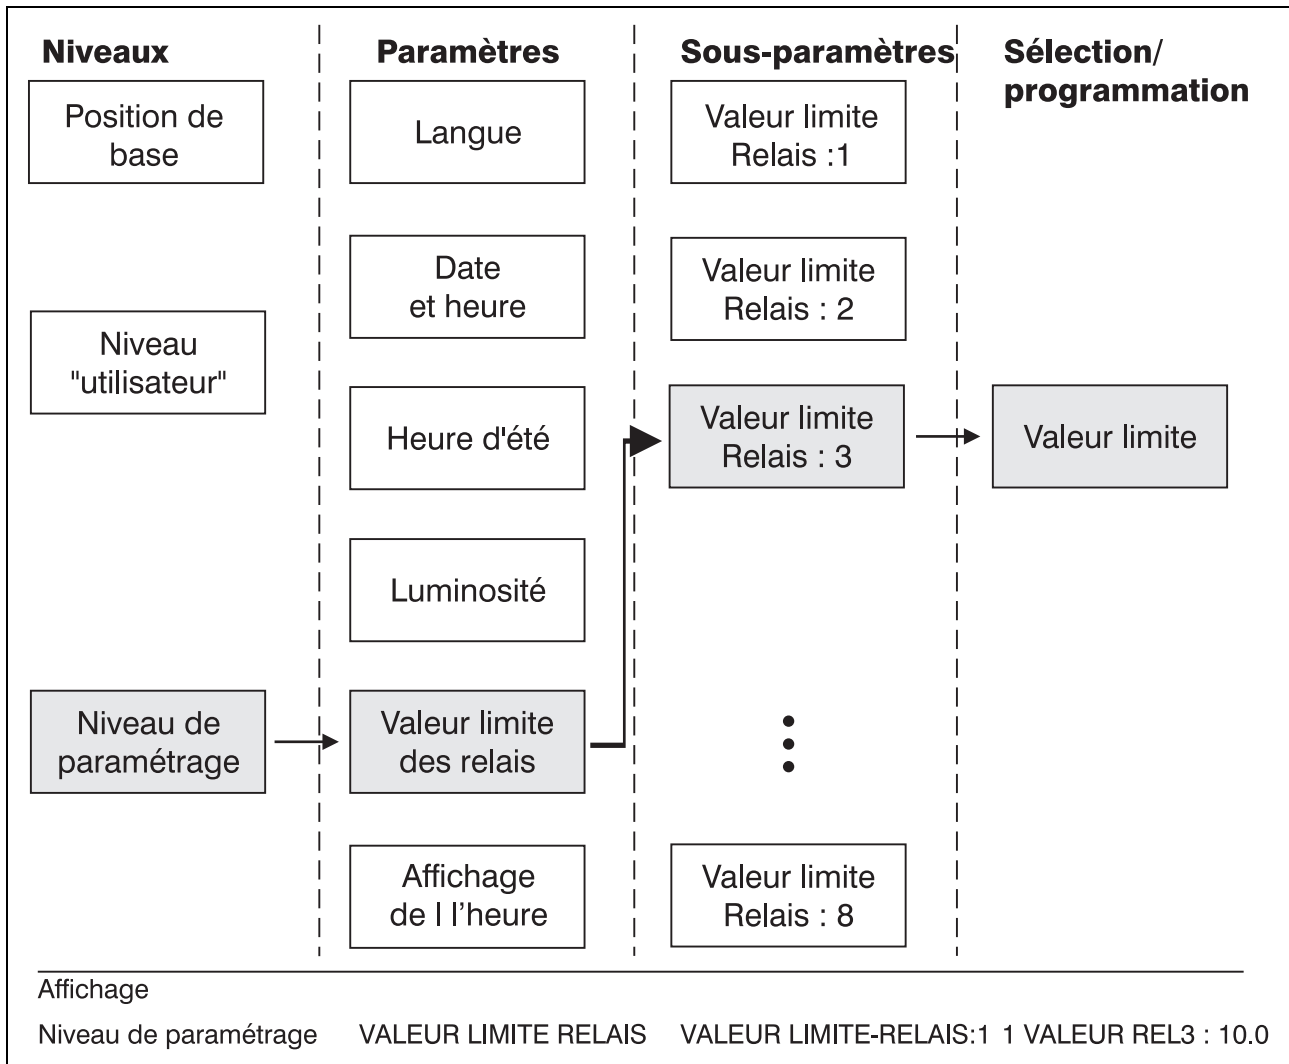 Niveaux
Position de
base
Niveau
"utilisateur"
Niveau de
paramétrage
Paramètres
Langue
Date
et heure
Heure d'été
Luminosité
Valeur limite
des relais
Affichage
de l l’heure
Sous-paramètres
Valeur limite
Relais :1
Valeur limite
Relais : 2
Valeur limite
Relais : 3
Valeur limite
Relais : 8
Sélection/
programmation
Valeur limite
Affichage
Niveau de paramétrage VALEUR LIMITE RELAIS VALEUR LIMITE-RELAIS:1 1 VALEUR REL3 : 10.0